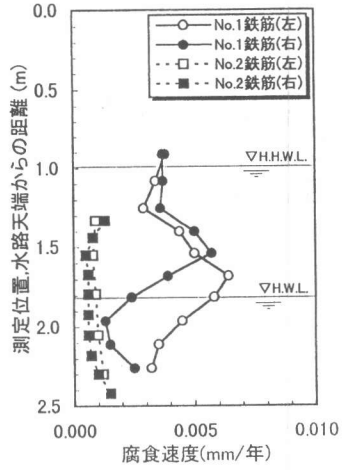 0.0
No.1鉄筋(左)
No.1鉄筋(右)
No.2鉄筋(左)
No.2鉄筋(右)
0.5
1.0
▽H.H.W.L.
1.5
▽H.W.L.
2.0
2.5
0.000
0.005
0.010
測定位置,水路天端からの距離(m)
腐食速度(mm/年)